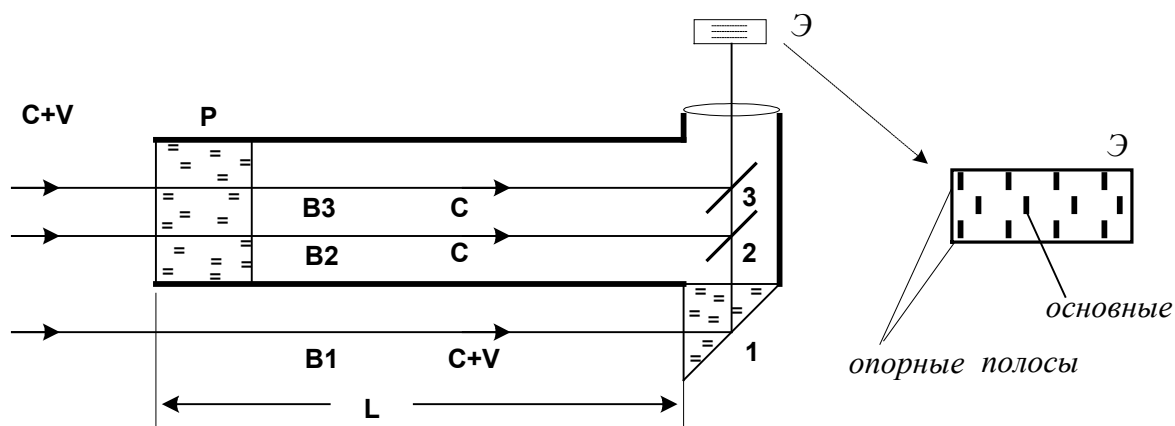 Э
C+V
P
Э
B3 C
3
B2 C
2
основные
B1 C+V
1
опорные полосы
L